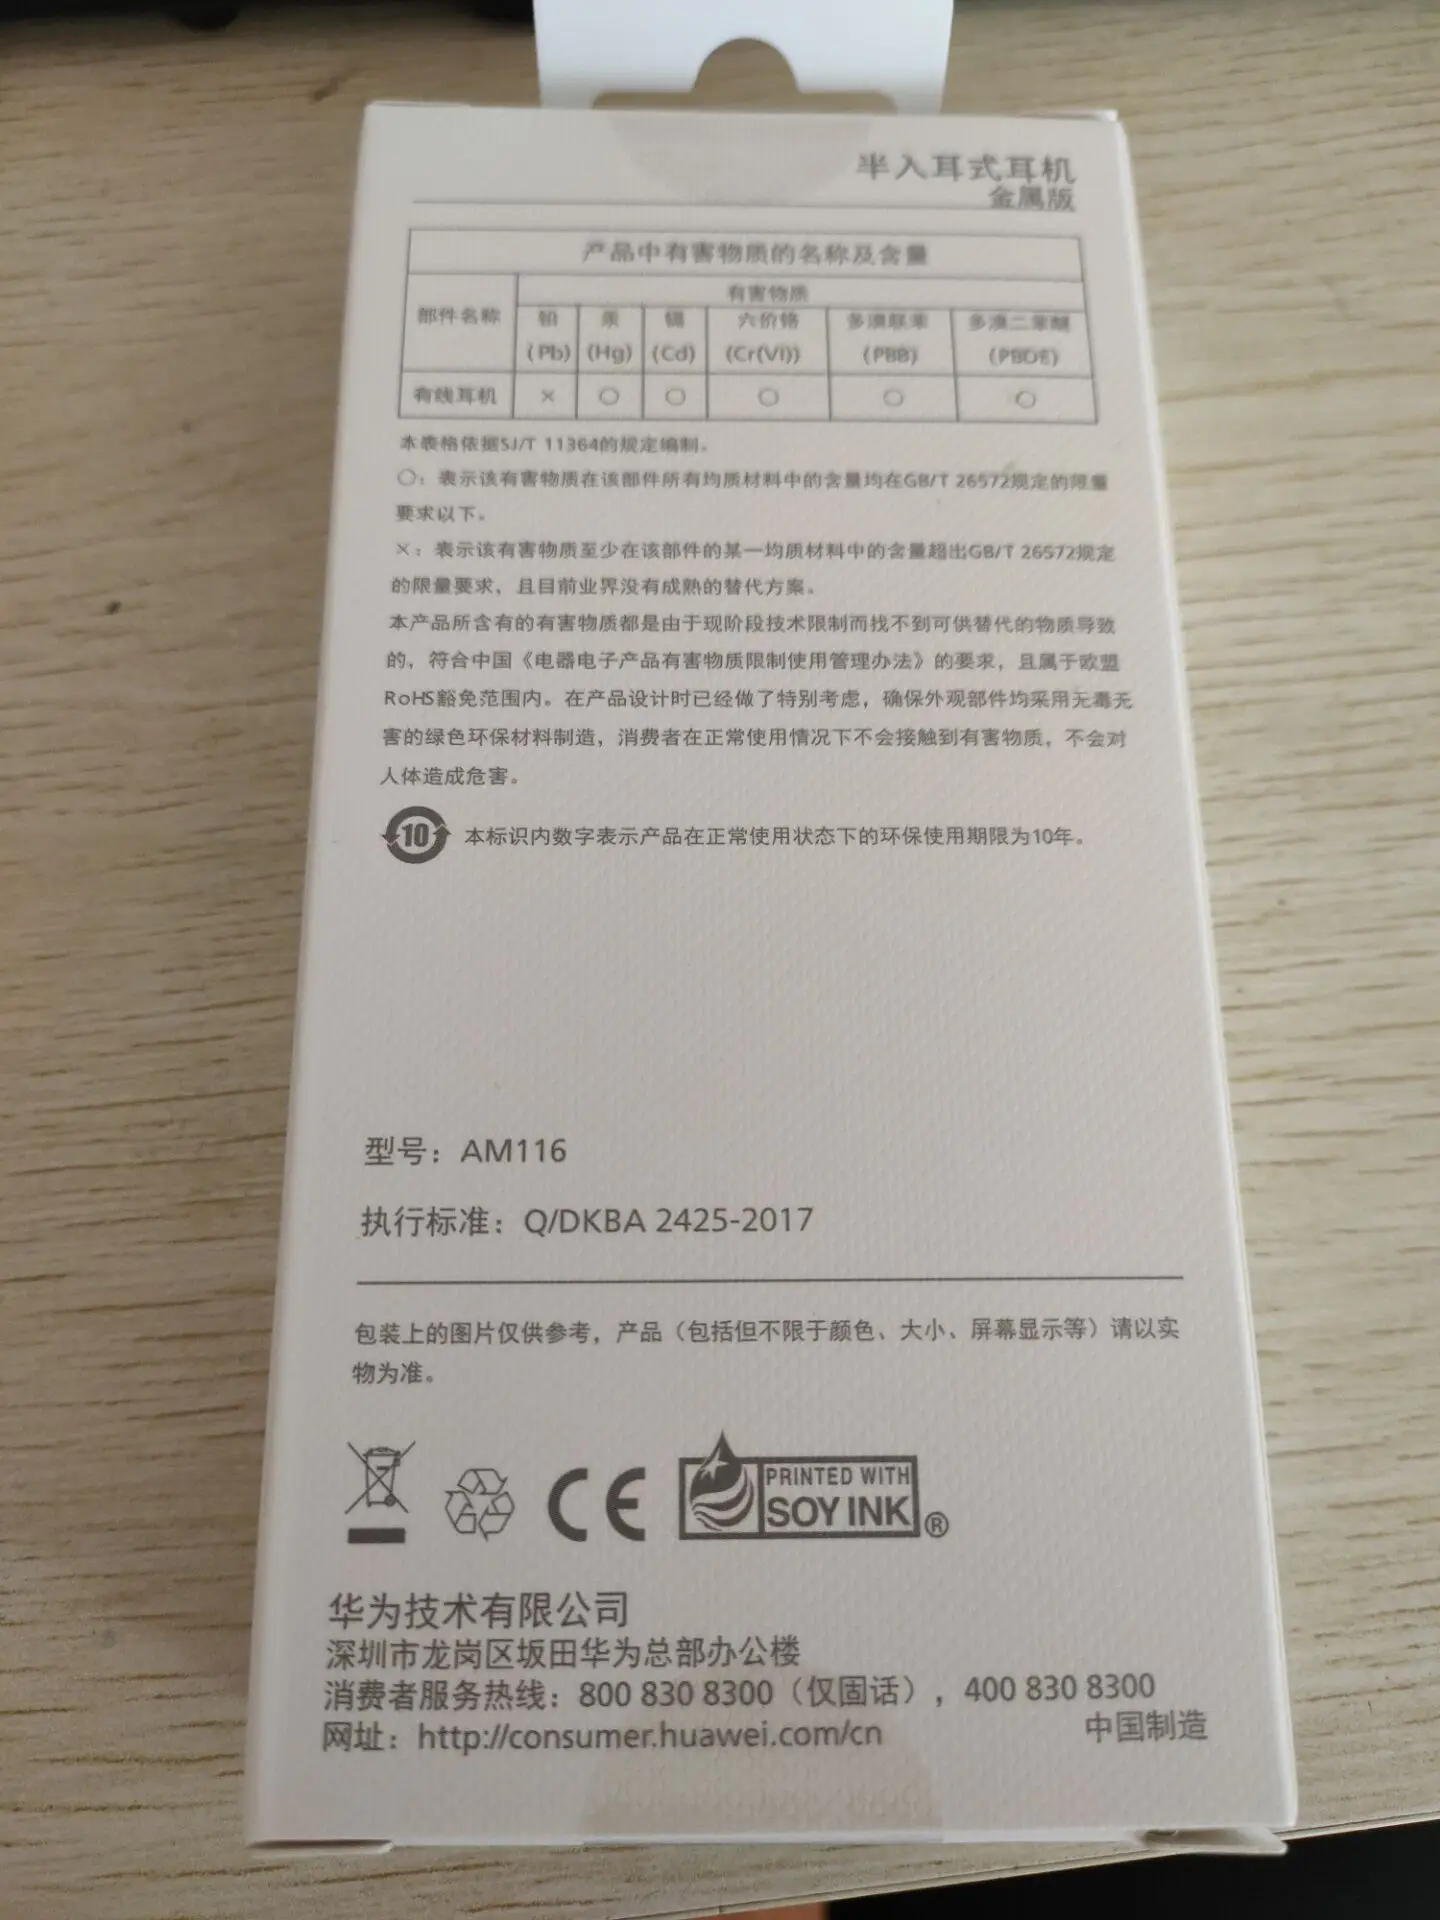 半入耳式耳机
金属版
产品中有害物质的名称及含量
部件名称 有害物质
铅 汞 镉 六价铬 多溴联苯 多溴二苯醚
(Pb) (Hg) (Cd) (Cr(VI)) (PBB) (PBDE)
有线耳机 × ○ ○ ○ ○ ○
本表格依据SJ/T 11364的规定编制。
○：表示该有害物质在该部件所有均质材料中的含量均在GB/T 26572规定的限量
要求以下。
×：表示该有害物质至少在该部件的某一均质材料中的含量超出GB/T 26572规定
的限量要求，且目前业界没有成熟的替代方案。
本产品所含有的有害物质都是由于现阶段技术限制而找不到可供替代的物质导致
的，符合中国《电器电子产品有害物质限制使用管理办法》的要求，且属于欧盟
RoHS豁免范围内。在产品设计时已经做了特别考虑，确保外观部件均采用无毒无
害的绿色环保材料制造，消费者在正常使用情况下不会接触到有害物质，不会对
人体造成危害。
10 本标识内数字表示产品在正常使用状态下的环保使用期限为10年。
型号：AM116
执行标准：Q/DKBA 2425-2017
包装上的图片仅供参考，产品（包括但不限于颜色、大小、屏幕显示等）请以实
物为准。
CE
PRINTED WITH
SOY INK ®
华为技术有限公司
深圳市龙岗区坂田华为总部办公楼
消费者服务热线：800 830 8300（仅固话），400 830 8300
网址：http://consumer.huawei.com/cn 中国制造